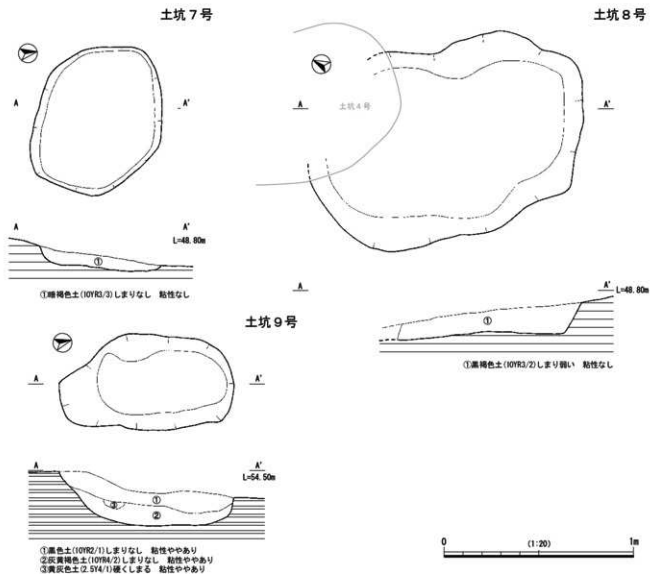 土坑7号
A
A'
A
A'
L=48.80m
①
①暗褐色土(10YR3/3)しまりなし 粘性なし
土坑8号
土坑4号
A
A'
A
A'
L=48.80m
①
①黒褐色土(10YR3/2)しまり弱い 粘性なし
土坑9号
A
A'
A
A'
L=54.50m
①
③
②
①黒色土(10YR2/1)しまりなし 粘性ややあり
②灰黄褐色土(10YR4/2)しまりなし 粘性ややあり
③黄灰色土(2.5Y4/1)硬くしまる 粘性ややあり
0
(1:20)
1m